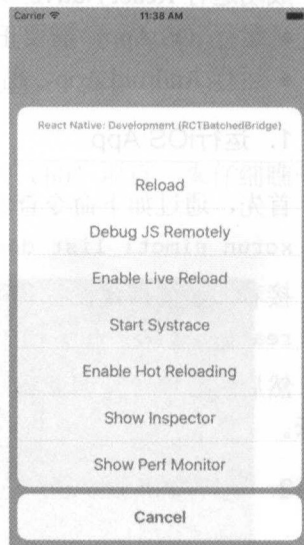 Carrier 11:38 AM
React Native: Development (RCTBatchedBridge)
Reload
Debug JS Remotely
Enable Live Reload
Start Systrace
Enable Hot Reloading
Show Inspector
Show Perf Monitor
Cancel